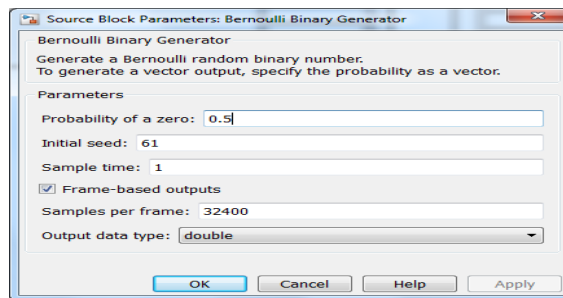 Source Block Parameters: Bernoulli Binary Generator
Bernoulli Binary Generator
Generate a Bernoulli random binary number.
To generate a vector output, specify the probability as a vector.
Parameters
Probability of a zero: 0.5
Initial seed: 61
Sample time: 1
Frame-based outputs
Samples per frame: 32400
Output data type: double
OK Cancel Help Apply